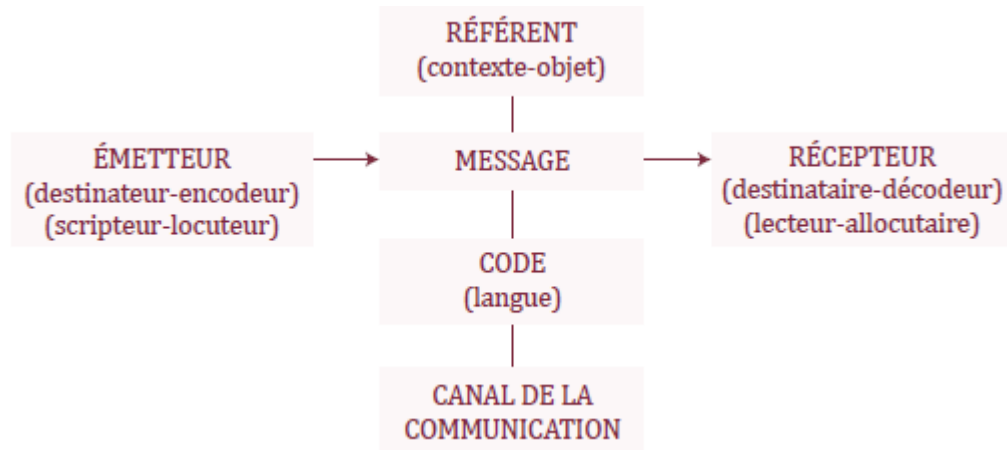 RÉFÉRENT
(contexte-objet)
ÉMETTEUR
(destinateur-encodeur)
(scripteur-locuteur)
MESSAGE
RÉCEPTEUR
(destinataire-décodeur)
(lecteur-allocutaire)
CODE
(langue)
CANAL DE LA
COMMUNICATION